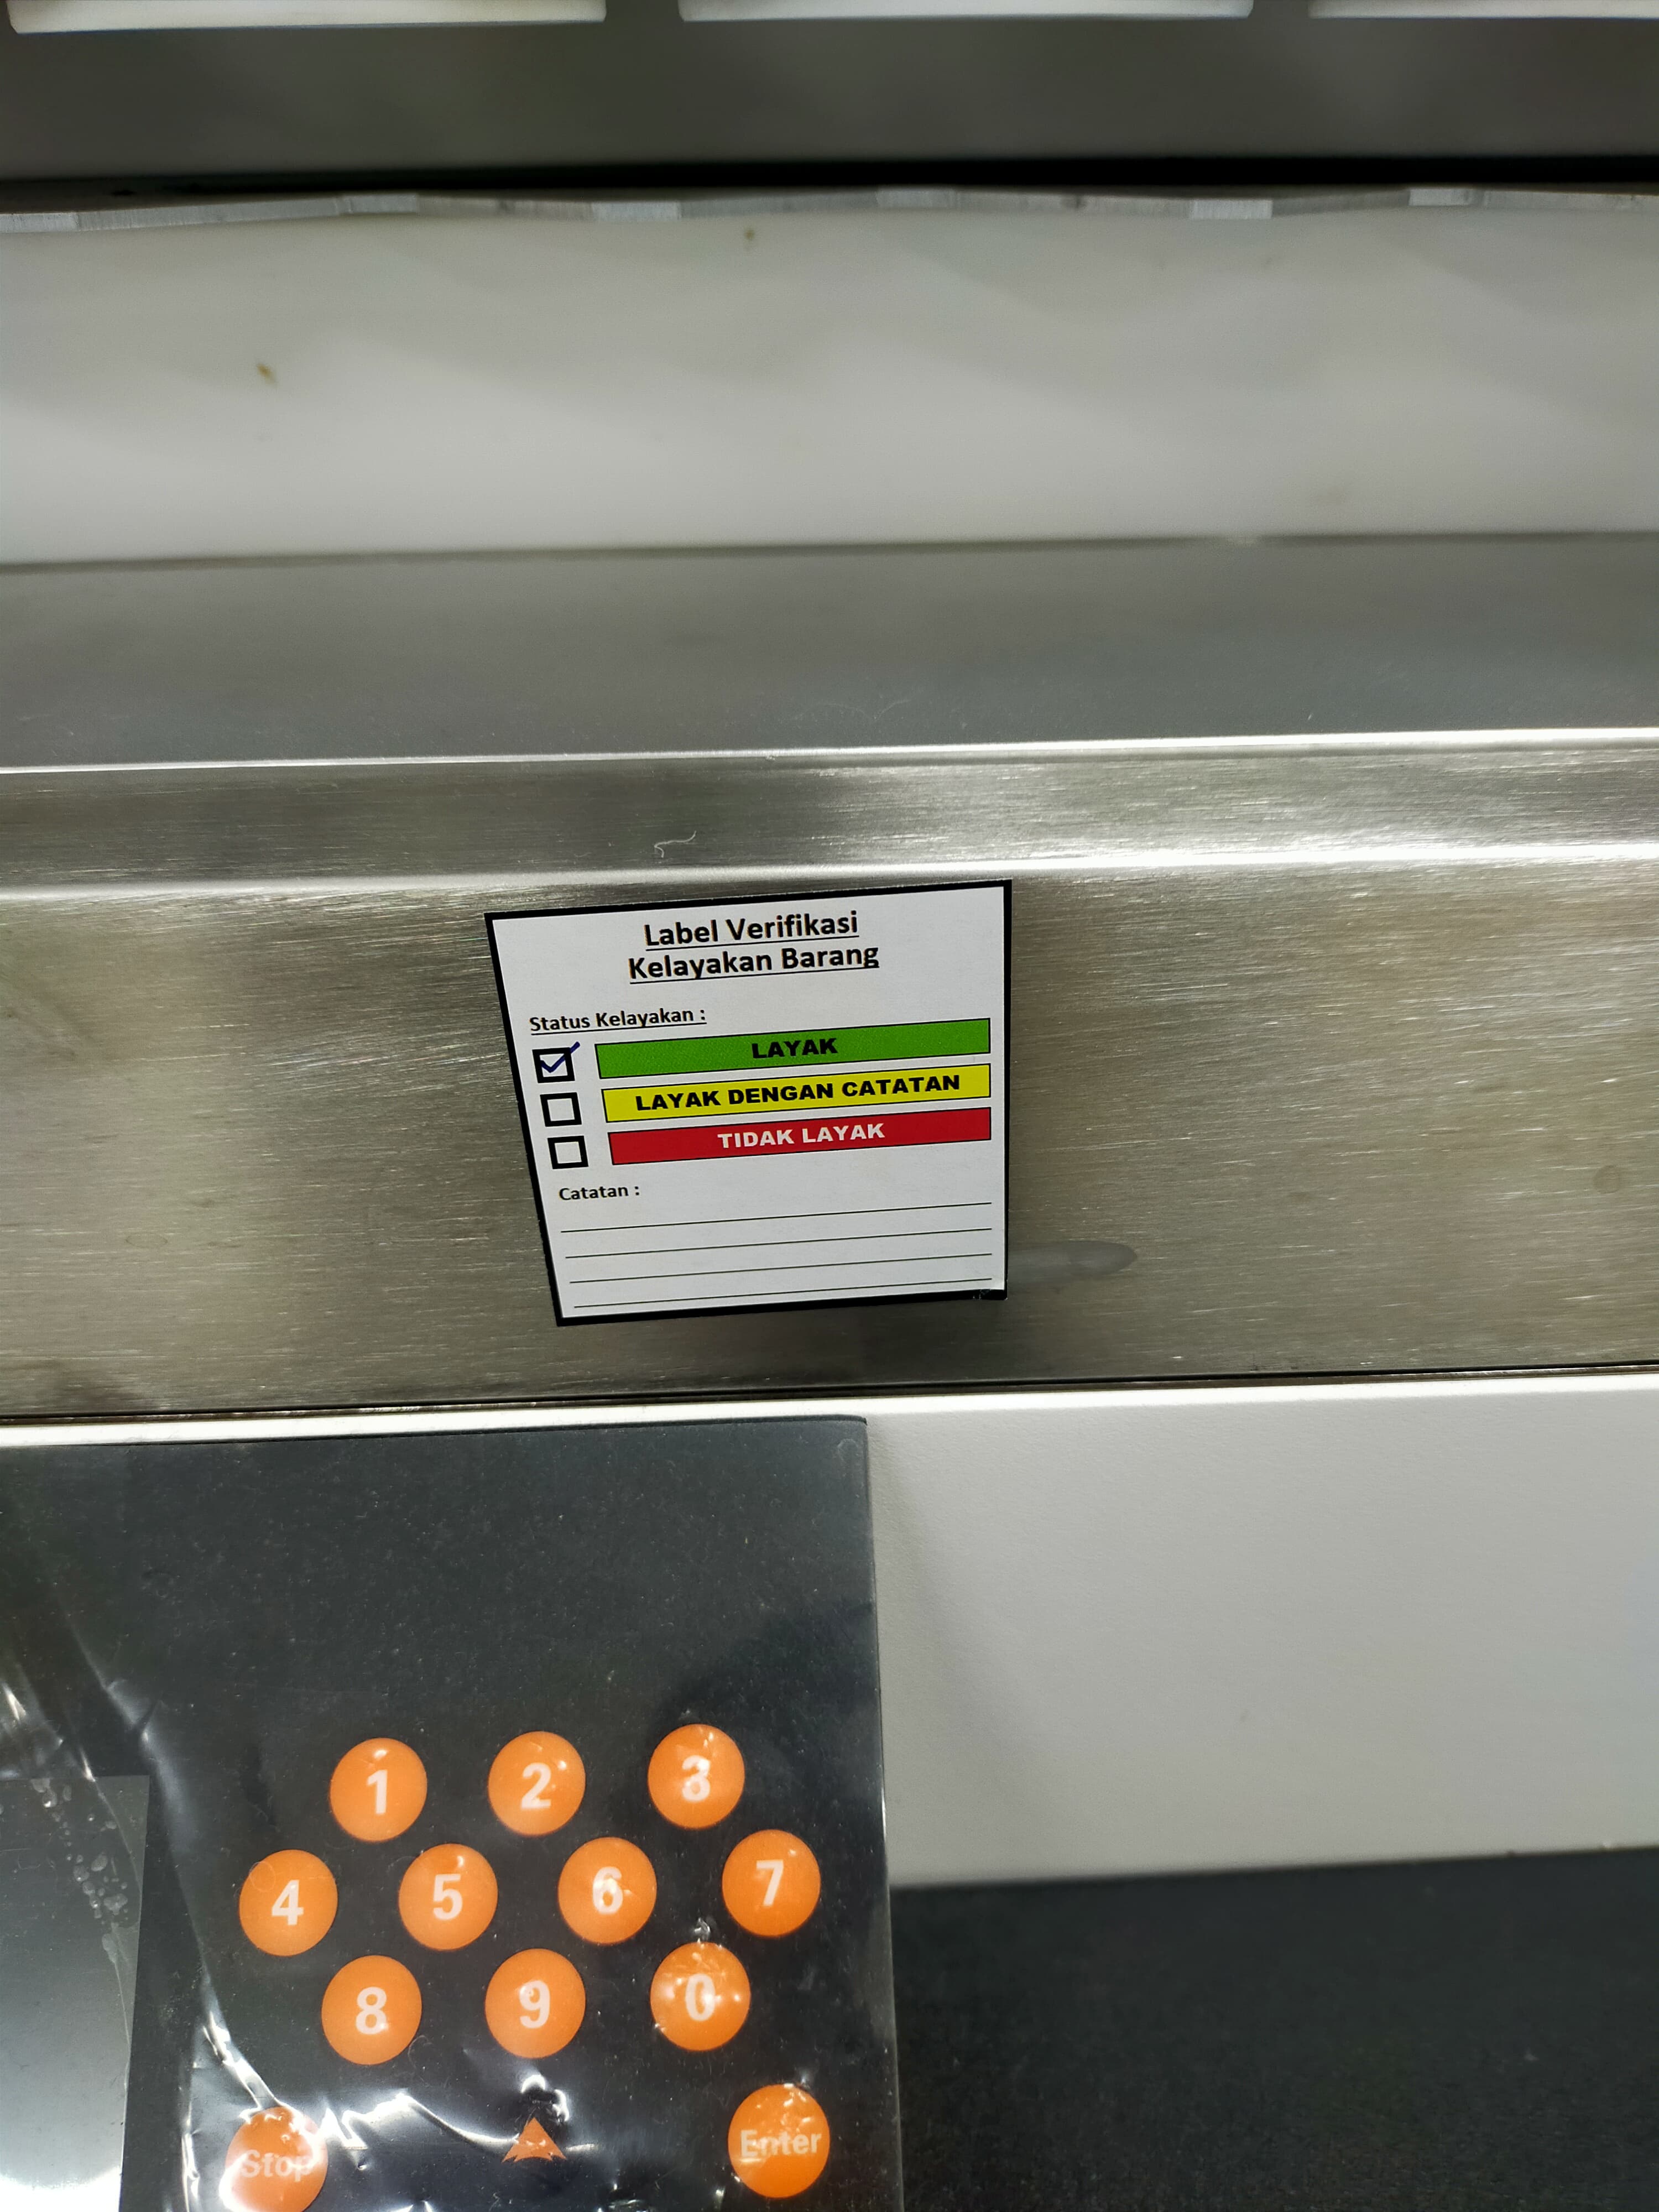 Label Verifikasi
Kelayakan Barang
Status Kelayakan :
LAYAK
LAYAK DENGAN CATATAN
TIDAK LAYAK
Catatan :
1 2 3
4 5 6 7
8 9 0
Stop Enter